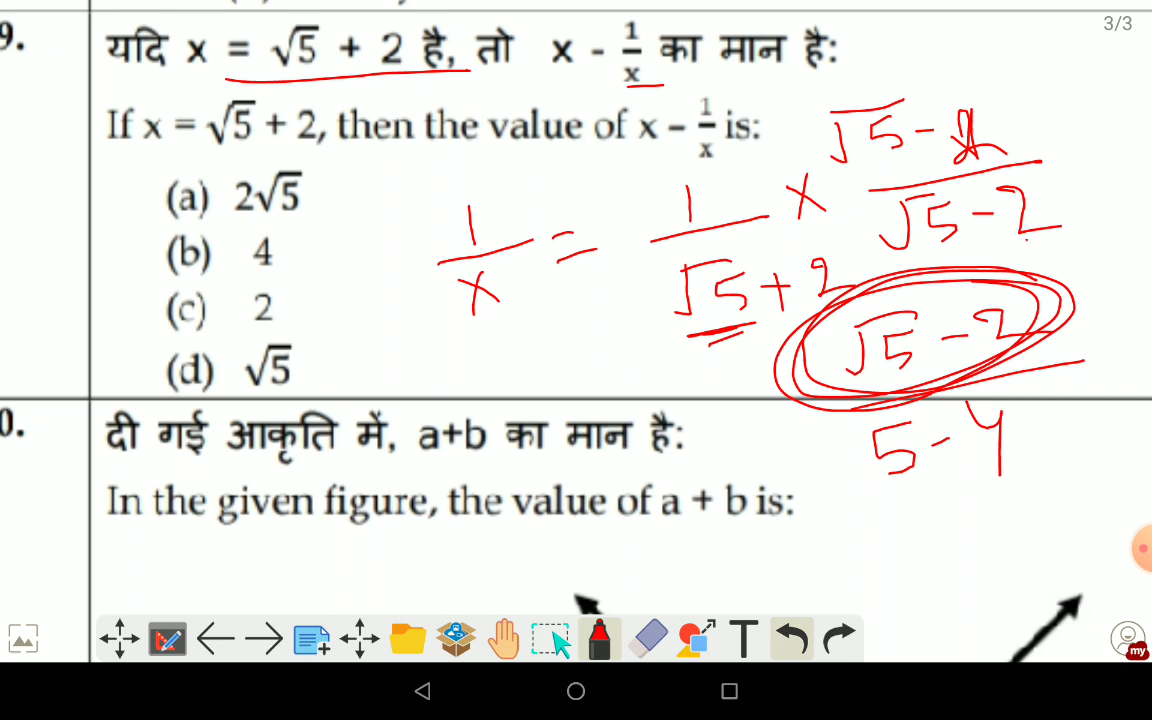 3/3
9.
यदि x = √5 + 2 है, तो x - 1/x का मान है:
If x = √5 + 2, then the value of x – 1/x is:
(a) 2√5
(b) 4
(c) 2
(d) √5
1/x = 1/(√5+2) × (√5-2)/(√5-2)
(√5-2)/(5-4)
0.
दी गई आकृति में, a+b का मान है:
In the given figure, the value of a + b is:
T
my